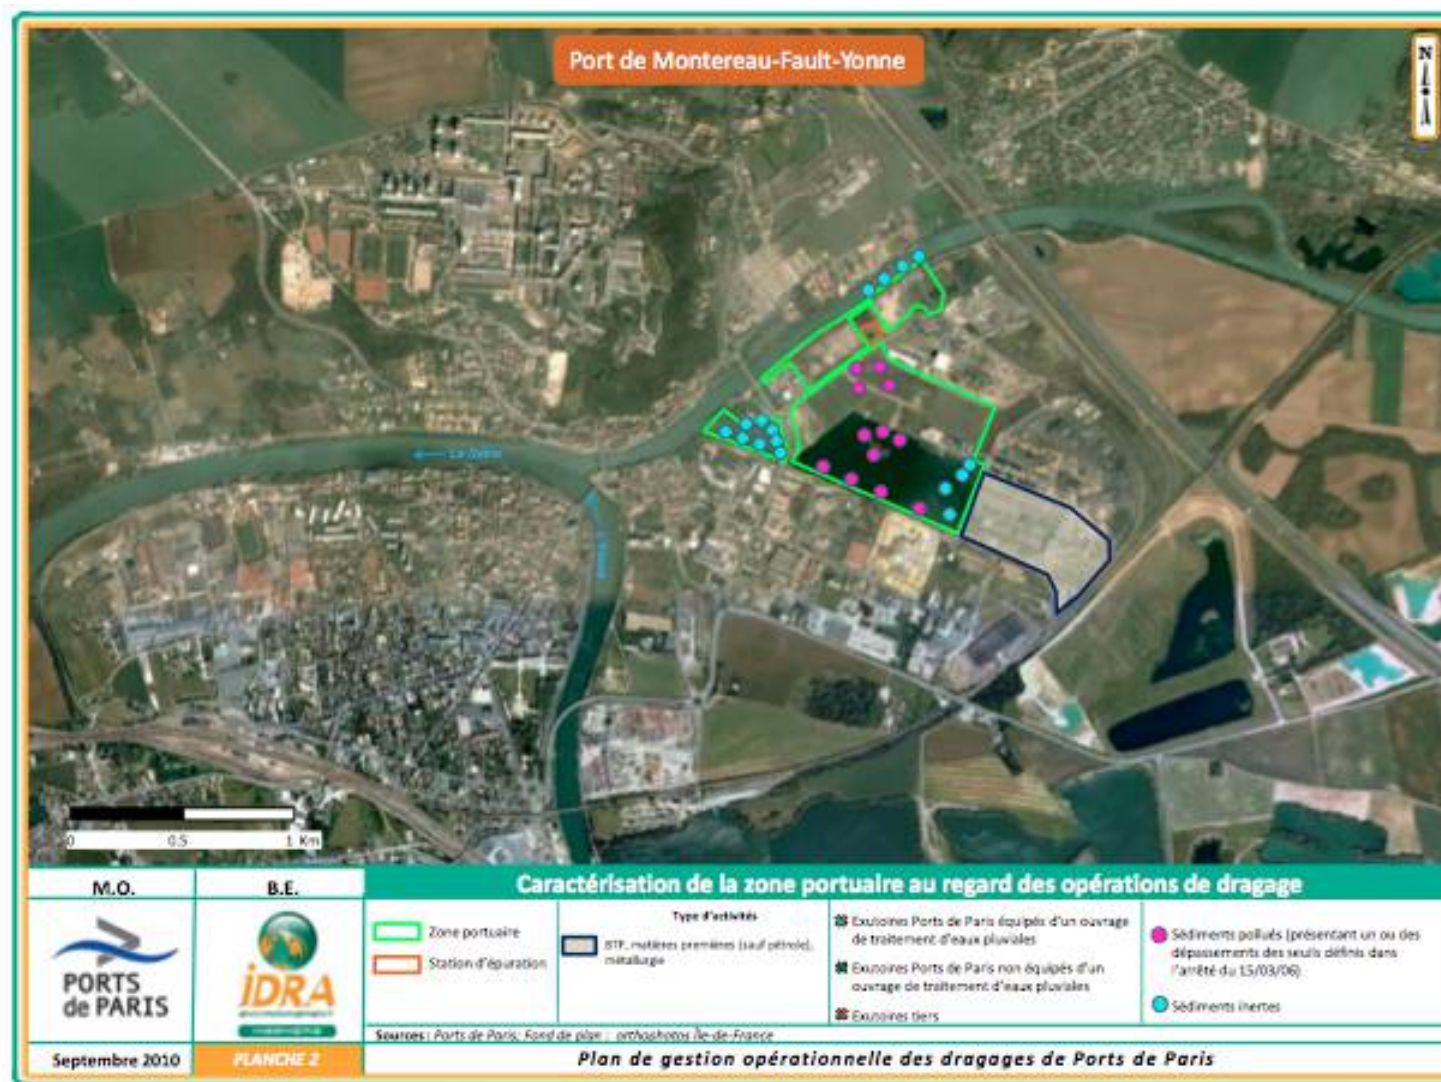 Port de Montereau-Fault-Yonne
N
La Seine
0 0.5 1 Km
M.O.
B.E.
Caractérisation de la zone portuaire au regard des opérations de dragage
PORTS
de PARIS
iDRA
Zone portuaire
Station d'épuration
Type d'activités
BTP, matières premières (sauf pétrole),
métallurgie
Exutoires Ports de Paris équipés d'un ouvrage
de traitement d'eaux pluviales
Exutoires Ports de Paris non équipés d'un
ouvrage de traitement d'eaux pluviales
Exutoires tiers
Sédiments pollués (présentant un ou des
dépassements des seuils définis dans
l'arrêté du 15/03/06)
Sédiments inertes
Sources : Ports de Paris; Fond de plan : orthophotos Île-de-France
Septembre 2010
PLANCHE 2
Plan de gestion opérationnelle des dragages de Ports de Paris